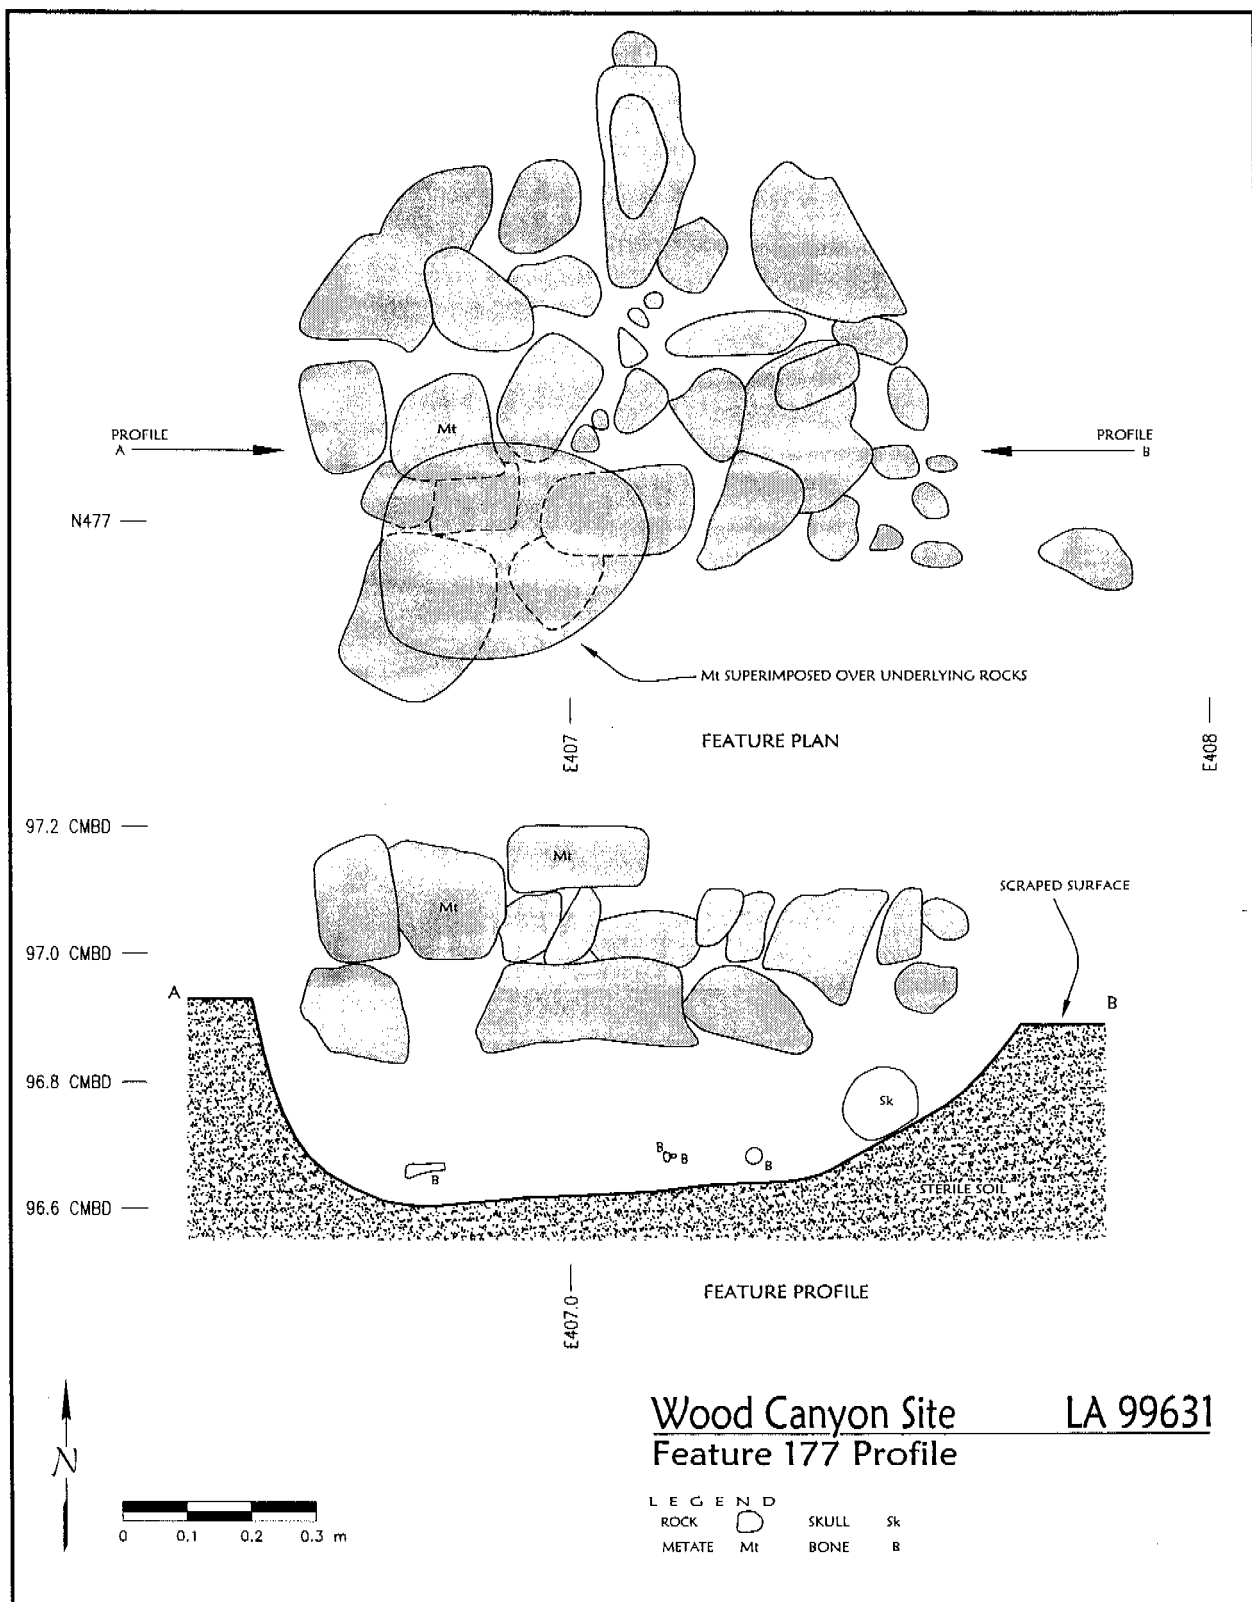 Mt
PROFILE
A
PROFILE
B
N477
Mt SUPERIMPOSED OVER UNDERLYING ROCKS
E407
FEATURE PLAN
E408
97.2 CMBD
Mt
SCRAPED SURFACE
Mt
97.0 CMBD
A
B
96.8 CMBD
Sk
B
B
B
B
STERILE SOIL
96.6 CMBD
FEATURE PROFILE
E407.0
Wood Canyon Site LA 99631
Feature 177 Profile
N
LEGEND
ROCK SKULL Sk
METATE Mt BONE B
0 0.1 0.2 0.3 m